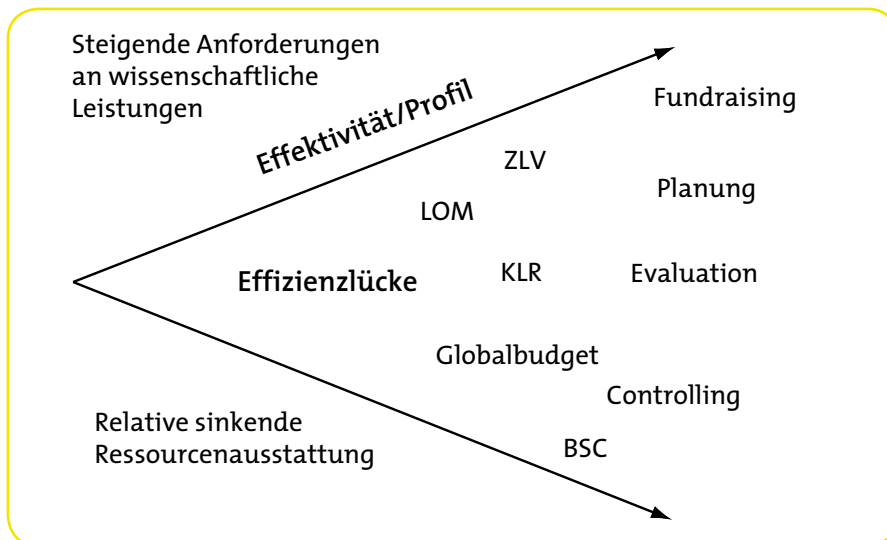 Steigende Anforderungen
an wissenschaftliche
Leistungen
Effektivität/Profil
Fundraising
ZLV
Planung
LOM
Effizienzlücke
KLR
Evaluation
Globalbudget
Controlling
Relative sinkende
Ressourcenausstattung
BSC